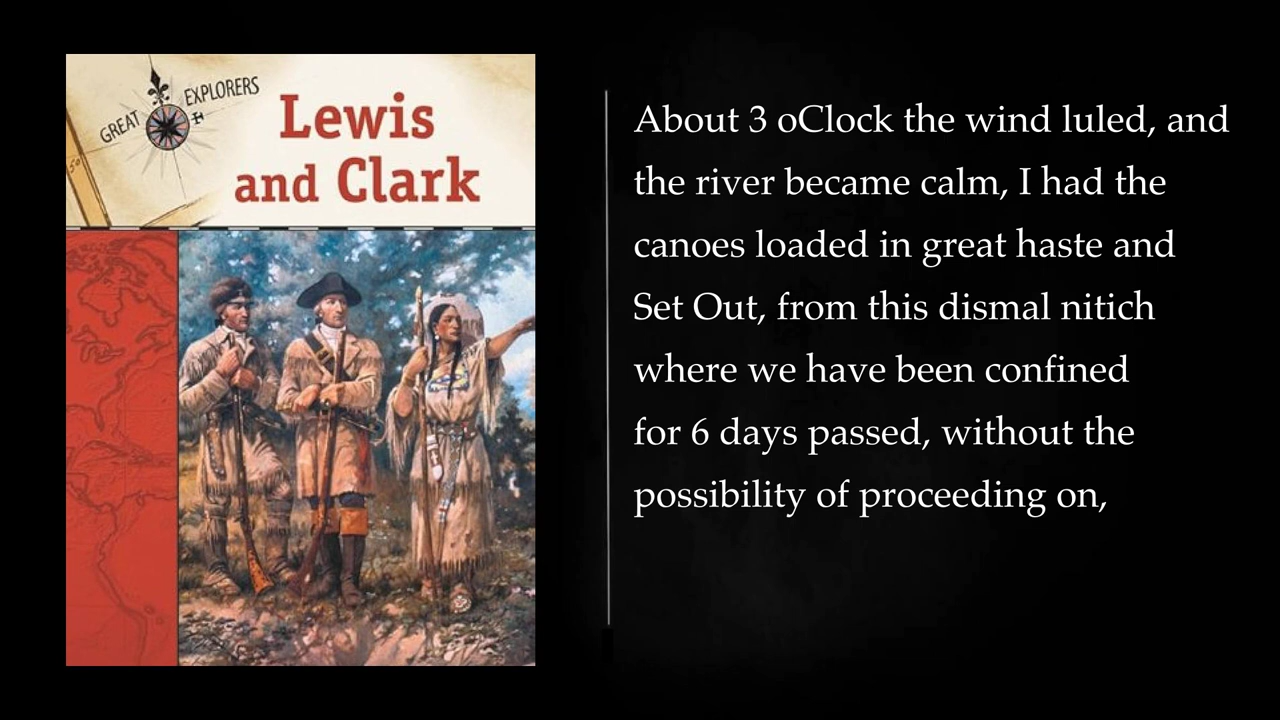 GREAT EXPLORERS
Lewis
and Clark
50
About 3 oClock the wind luled, and
the river became calm, I had the
canoes loaded in great haste and
Set Out, from this dismal nitich
where we have been confined
for 6 days passed, without the
possibility of proceeding on,